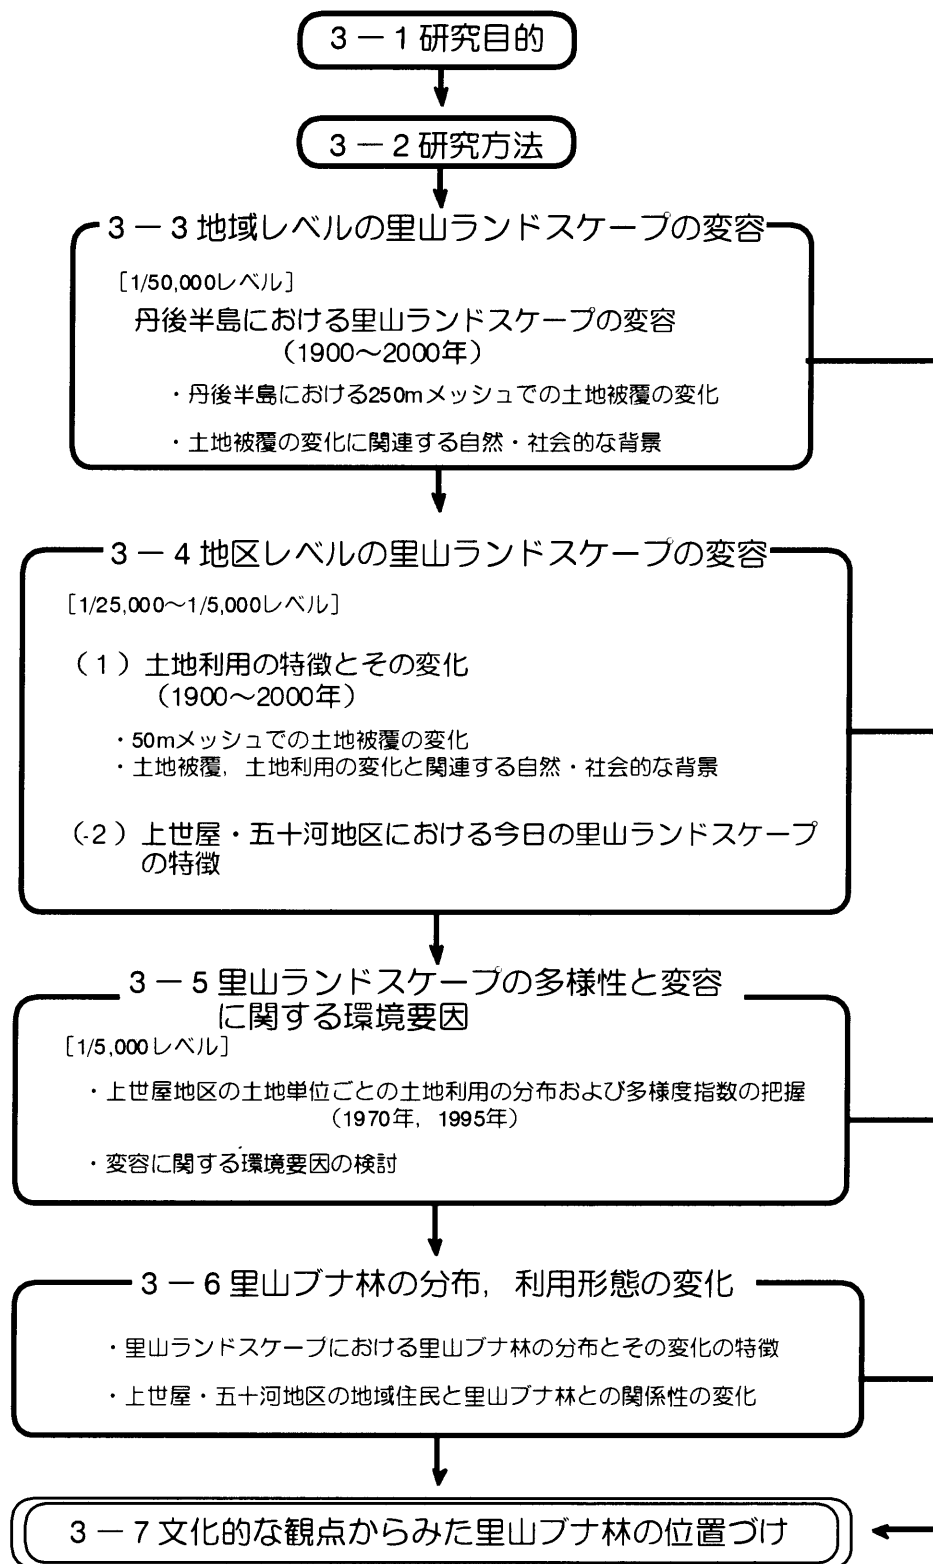 3－1研究目的
3－2研究方法
3－3地域レベルの里山ランドスケープの変容
［1/50,000レベル］
丹後半島における里山ランドスケープの変容
（1900～2000年）
・丹後半島における250mメッシュでの土地被覆の変化
・土地被覆の変化に関連する自然・社会的な背景
3－4地区レベルの里山ランドスケープの変容
［1/25,000～1/5,000レベル］
（1）土地利用の特徴とその変化
（1900～2000年）
・50mメッシュでの土地被覆の変化
・土地被覆，土地利用の変化と関連する自然・社会的な背景
（2）上世屋・五十河地区における今日の里山ランドスケープ
の特徴
3－5里山ランドスケープの多様性と変容
に関する環境要因
［1/5,000レベル］
・上世屋地区の土地単位ごとの土地利用の分布および多様度指数の把握
（1970年，1995年）
・変容に関する環境要因の検討
3－6里山ブナ林の分布，利用形態の変化
・里山ランドスケープにおける里山ブナ林の分布とその変化の特徴
・上世屋・五十河地区の地域住民と里山ブナ林との関係性の変化
3－7文化的な観点からみた里山ブナ林の位置づけ